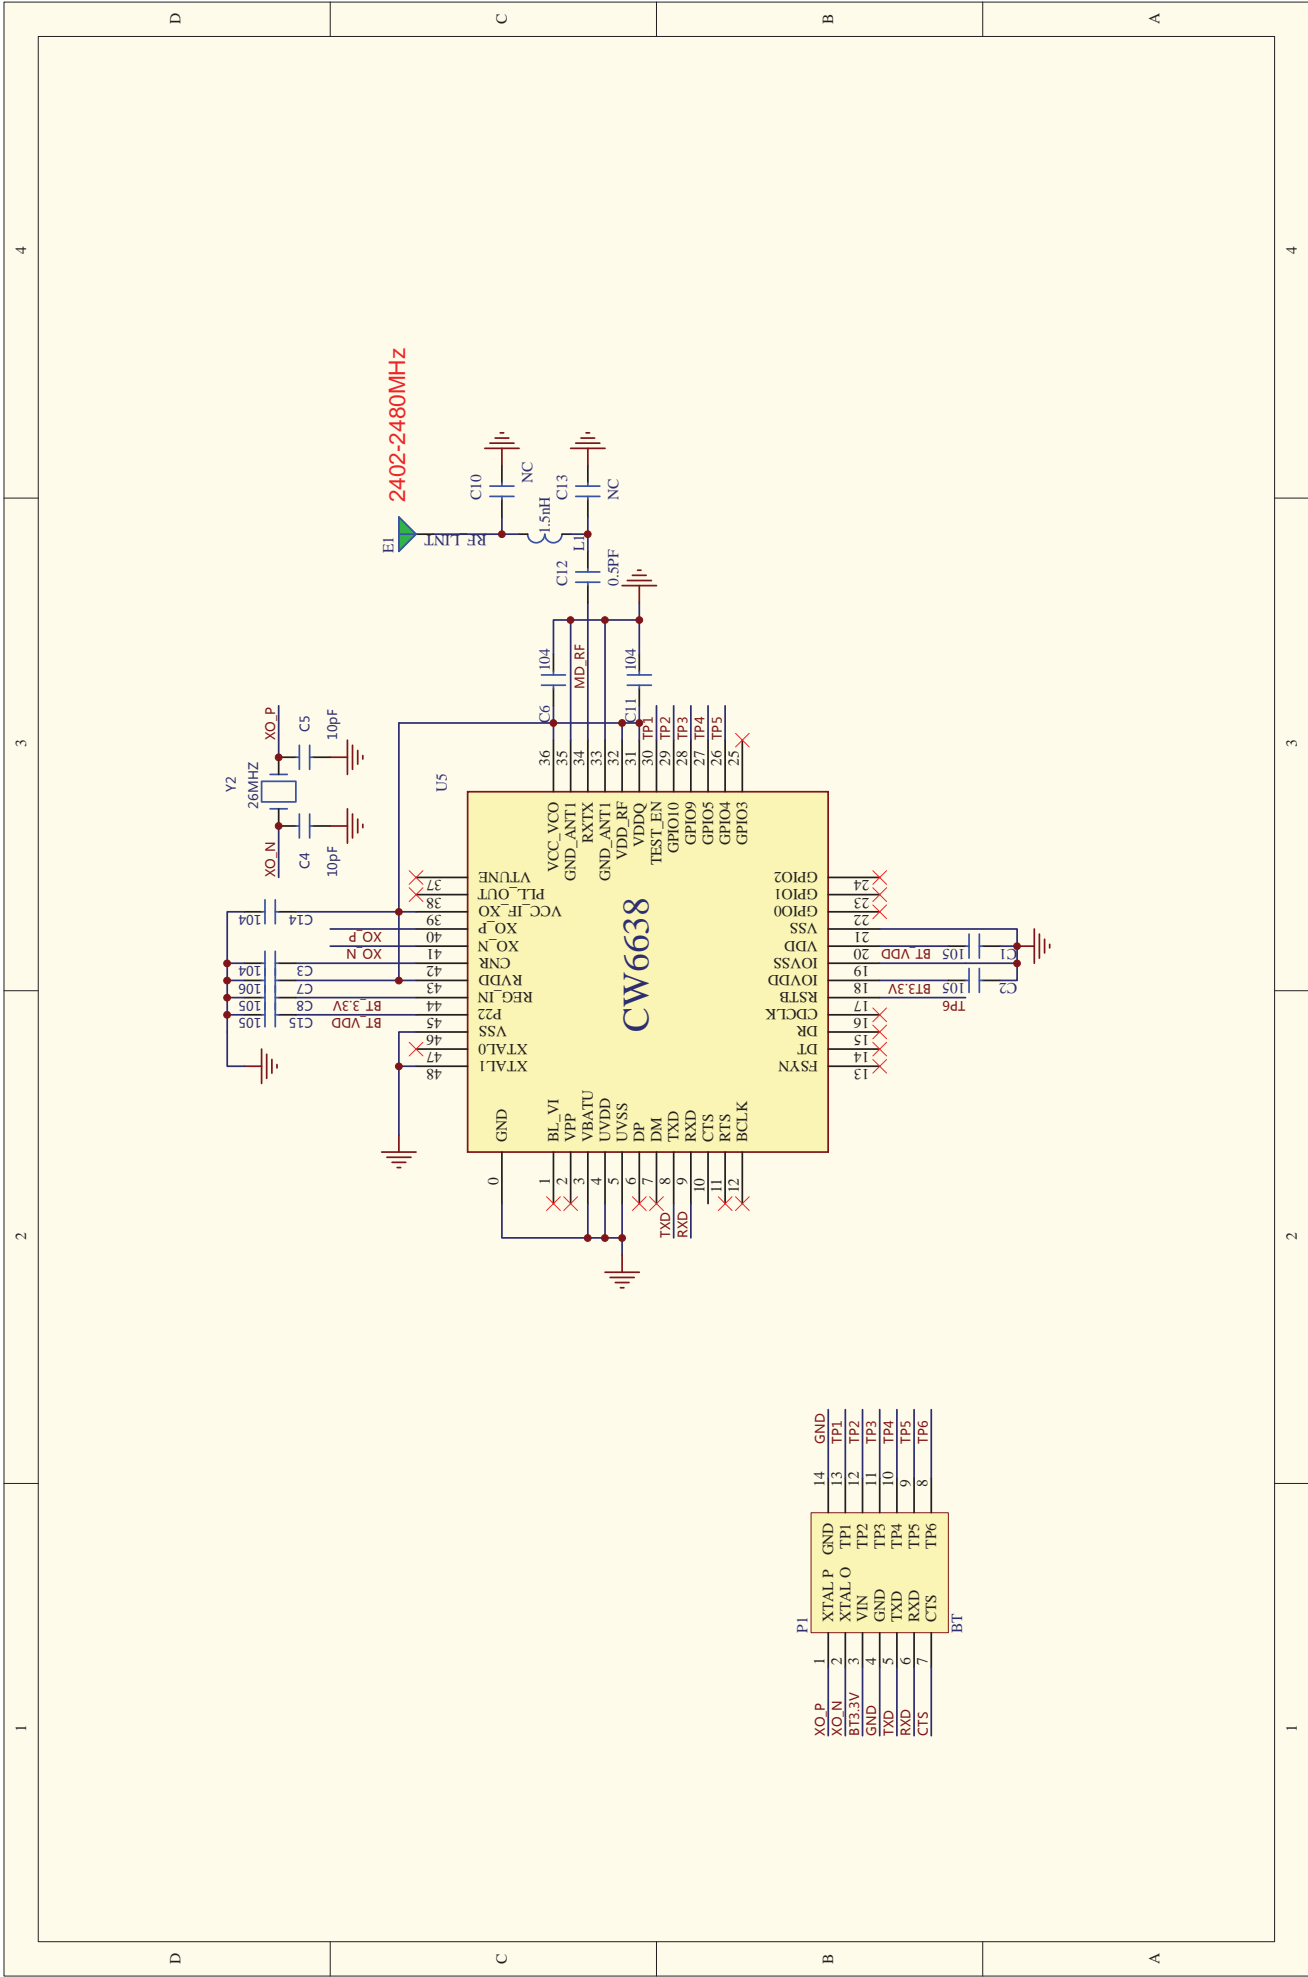 D
C
B
A
4
4
3
3
2
2
1
1
D
C
B
A
2402-2480MHz
E1
RF LINT
C10
NC
1.5nH
L1
C13
NC
C12
0.5PF
104
C6
MD_RF
104
C11
XO_P
C5
10pF
Y2
26MHZ
XO_N
C4
10pF
U5
CW6638
104
C14
XO_P
XO_N
104
C3
106
C7
105
C8
BT_3.3V
105
C15
BT_VDD
37
VTUNE
38
PLL_OUT
39
VCC_IF_XO
40
XO_P
41
XO_N
42
CNR
43
RVDD
44
REG_IN
45
P22
46
VSS
47
XTAL0
48
XTAL1
36
VCC_VCO
35
GND_ANT1
34
RXTX
33
GND_ANT1
32
VDD_RF
31
VDDQ
30
TEST_EN
TP1
29
GPIO10
TP2
28
GPIO9
TP3
27
GPIO5
TP4
26
GPIO4
TP5
25
GPIO3
24
GPIO2
23
GPIO1
22
GPIO0
21
VSS
20
VDD
BT_VDD
105
C1
19
IOVSS
18
IOVDD
BT3.3V
105
C2
17
RSTB
TP6
16
CDCLK
15
DR
14
DT
13
FSYN
0
GND
1
BL_VI
2
VPP
3
VBATU
4
UVDD
5
UVSS
6
DP
7
DM
8
TXD
TXD
9
RXD
RXD
10
CTS
11
RTS
12
BCLK
P1
BT
XO_P
1
XTAL P
XO_N
2
XTAL O
BT3.3V
3
VIN
GND
4
GND
TXD
5
TXD
RXD
6
RXD
CTS
7
CTS
GND
14
GND
TP1
13
TP1
TP2
12
TP2
TP3
11
TP3
TP4
10
TP4
TP5
9
TP5
TP6
8
TP6